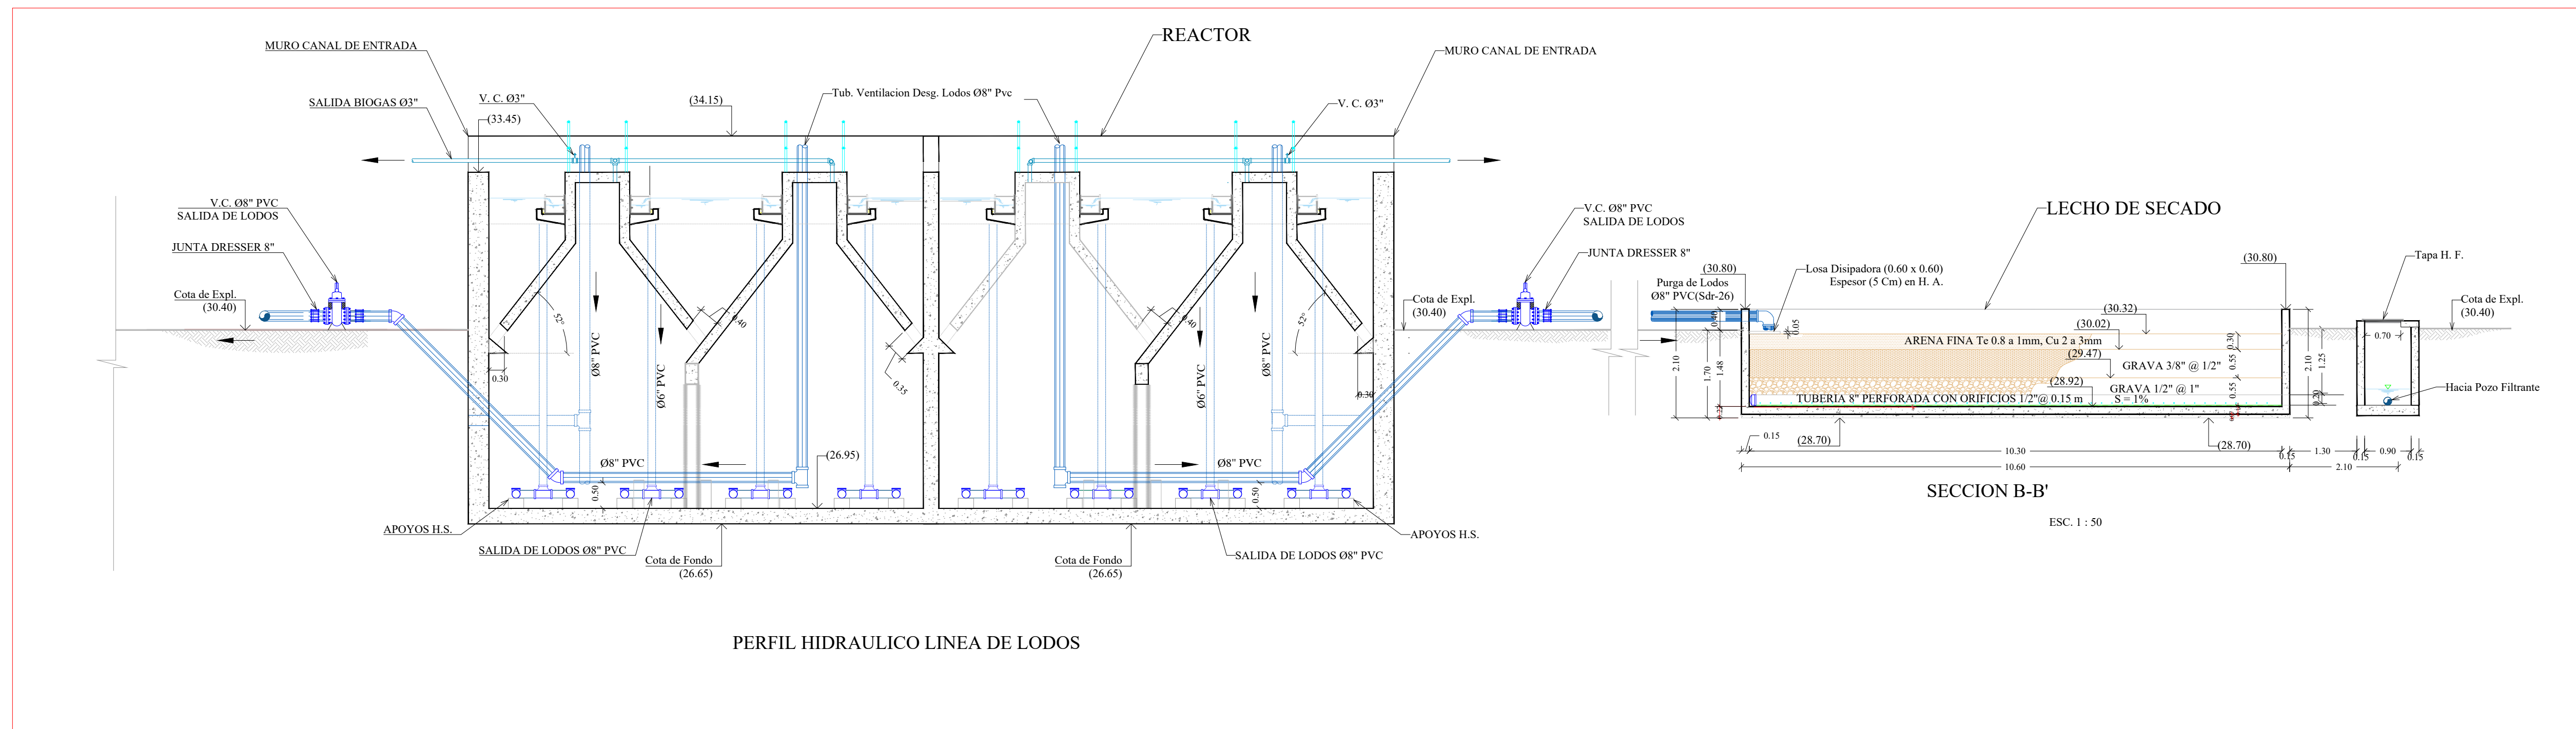 REACTOR
MURO CANAL DE ENTRADA
MURO CANAL DE ENTRADA
SALIDA BIOGAS Ø3"
V. C. Ø3"
(34.15)
Tub. Ventilacion Desg. Lodos Ø8" Pvc
V. C. Ø3"
(33.45)
V.C. Ø8" PVC
SALIDA DE LODOS
JUNTA DRESSER 8"
Cota de Expl.
(30.40)
52°
0.40
0.30
Ø8" PVC
Ø6" PVC
0.35
Ø8" PVC
(26.95)
0.50
APOYOS H.S.
SALIDA DE LODOS Ø8" PVC
Cota de Fondo
(26.65)
0.40
52°
Ø6" PVC
Ø8" PVC
0.30
Ø8" PVC
0.50
Cota de Fondo
(26.65)
SALIDA DE LODOS Ø8" PVC
APOYOS H.S.
V.C. Ø8" PVC
SALIDA DE LODOS
JUNTA DRESSER 8"
Cota de Expl.
(30.40)
PERFIL HIDRAULICO LINEA DE LODOS
LECHO DE SECADO
(30.80)
Purga de Lodos
Ø8" PVC(Sdr-26)
Losa Disipadora (0.60 x 0.60)
Espesor (5 Cm) en H. A.
(30.80)
Tapa H. F.
Cota de Expl.
(30.40)
(30.32)
(30.02)
ARENA FINA Te 0.8 a 1mm, Cu 2 a 3mm
(29.47)
GRAVA 3/8" @ 1/2"
(28.92)
GRAVA 1/2" @ 1"
TUBERIA 8" PERFORADA CON ORIFICIOS 1/2"@ 0.15 m
S = 1%
0.40
0.05
2.10
1.70
1.48
0.22
0.30
0.55
0.55
2.10
1.25
0.20
0.70
Hacia Pozo Filtrante
(28.70)
(28.70)
0.15
10.30
0.15
1.30
0.15
0.90
0.15
10.60
2.10
SECCION B-B'
ESC. 1 : 50